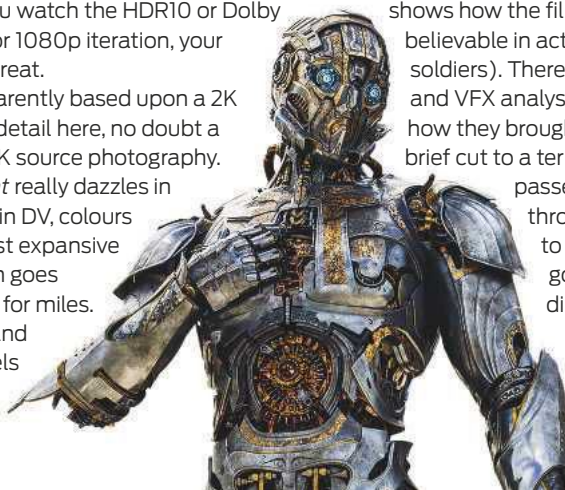 ou watch the HDR10 or Dolby
or 1080p iteration, your
reat.
arently based upon a 2K
detail here, no doubt a
K source photography.
t really dazzles in
in DV, colours
st expansive
n goes
for miles.
nd
els
shows how the fil
believable in act
soldiers). There
and VFX analys
how they brough
brief cut to a ter
passe
thro
to
go
di